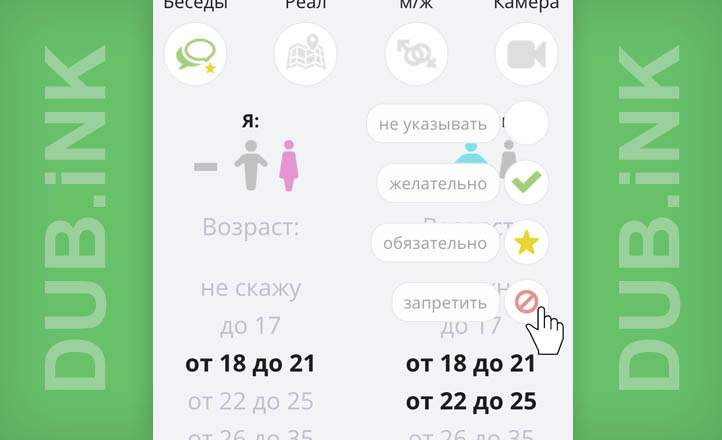 Беседы Реал м/ж Камера
Я:
не указывать
желательно
Возраст:
обязательно
не скажу
запретить
до 17 до 17
от 18 до 21 от 18 до 21
от 22 до 25 от 22 до 25
от 26 до 35 от 26 до 35
DUB.iNK
DUB.iNK